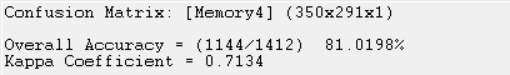 Confusion Matrix: [Memory4] (350x291x1)
Overall Accuracy = (1144/1412)  81.0198%
Kappa Coefficient = 0.7134